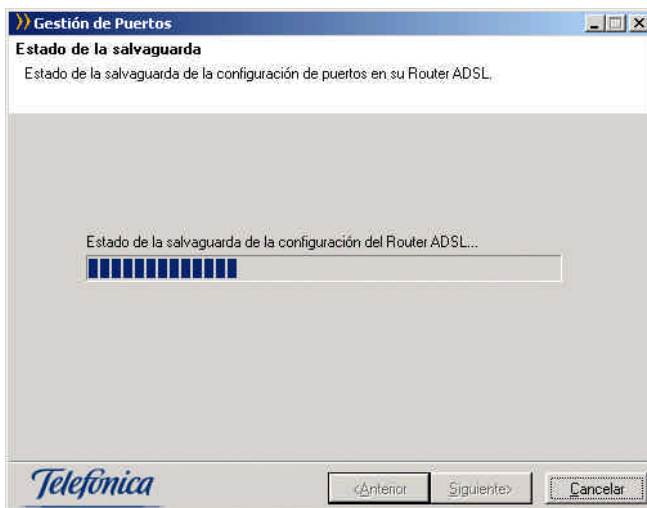 Gestión de Puertos
Estado de la salvaguarda
Estado de la salvaguarda de la configuración de puertos en su Router ADSL.
Estado de la salvaguarda de la configuración del Router ADSL...
Telefónica
<Anterior
Siguiente>
Cancelar